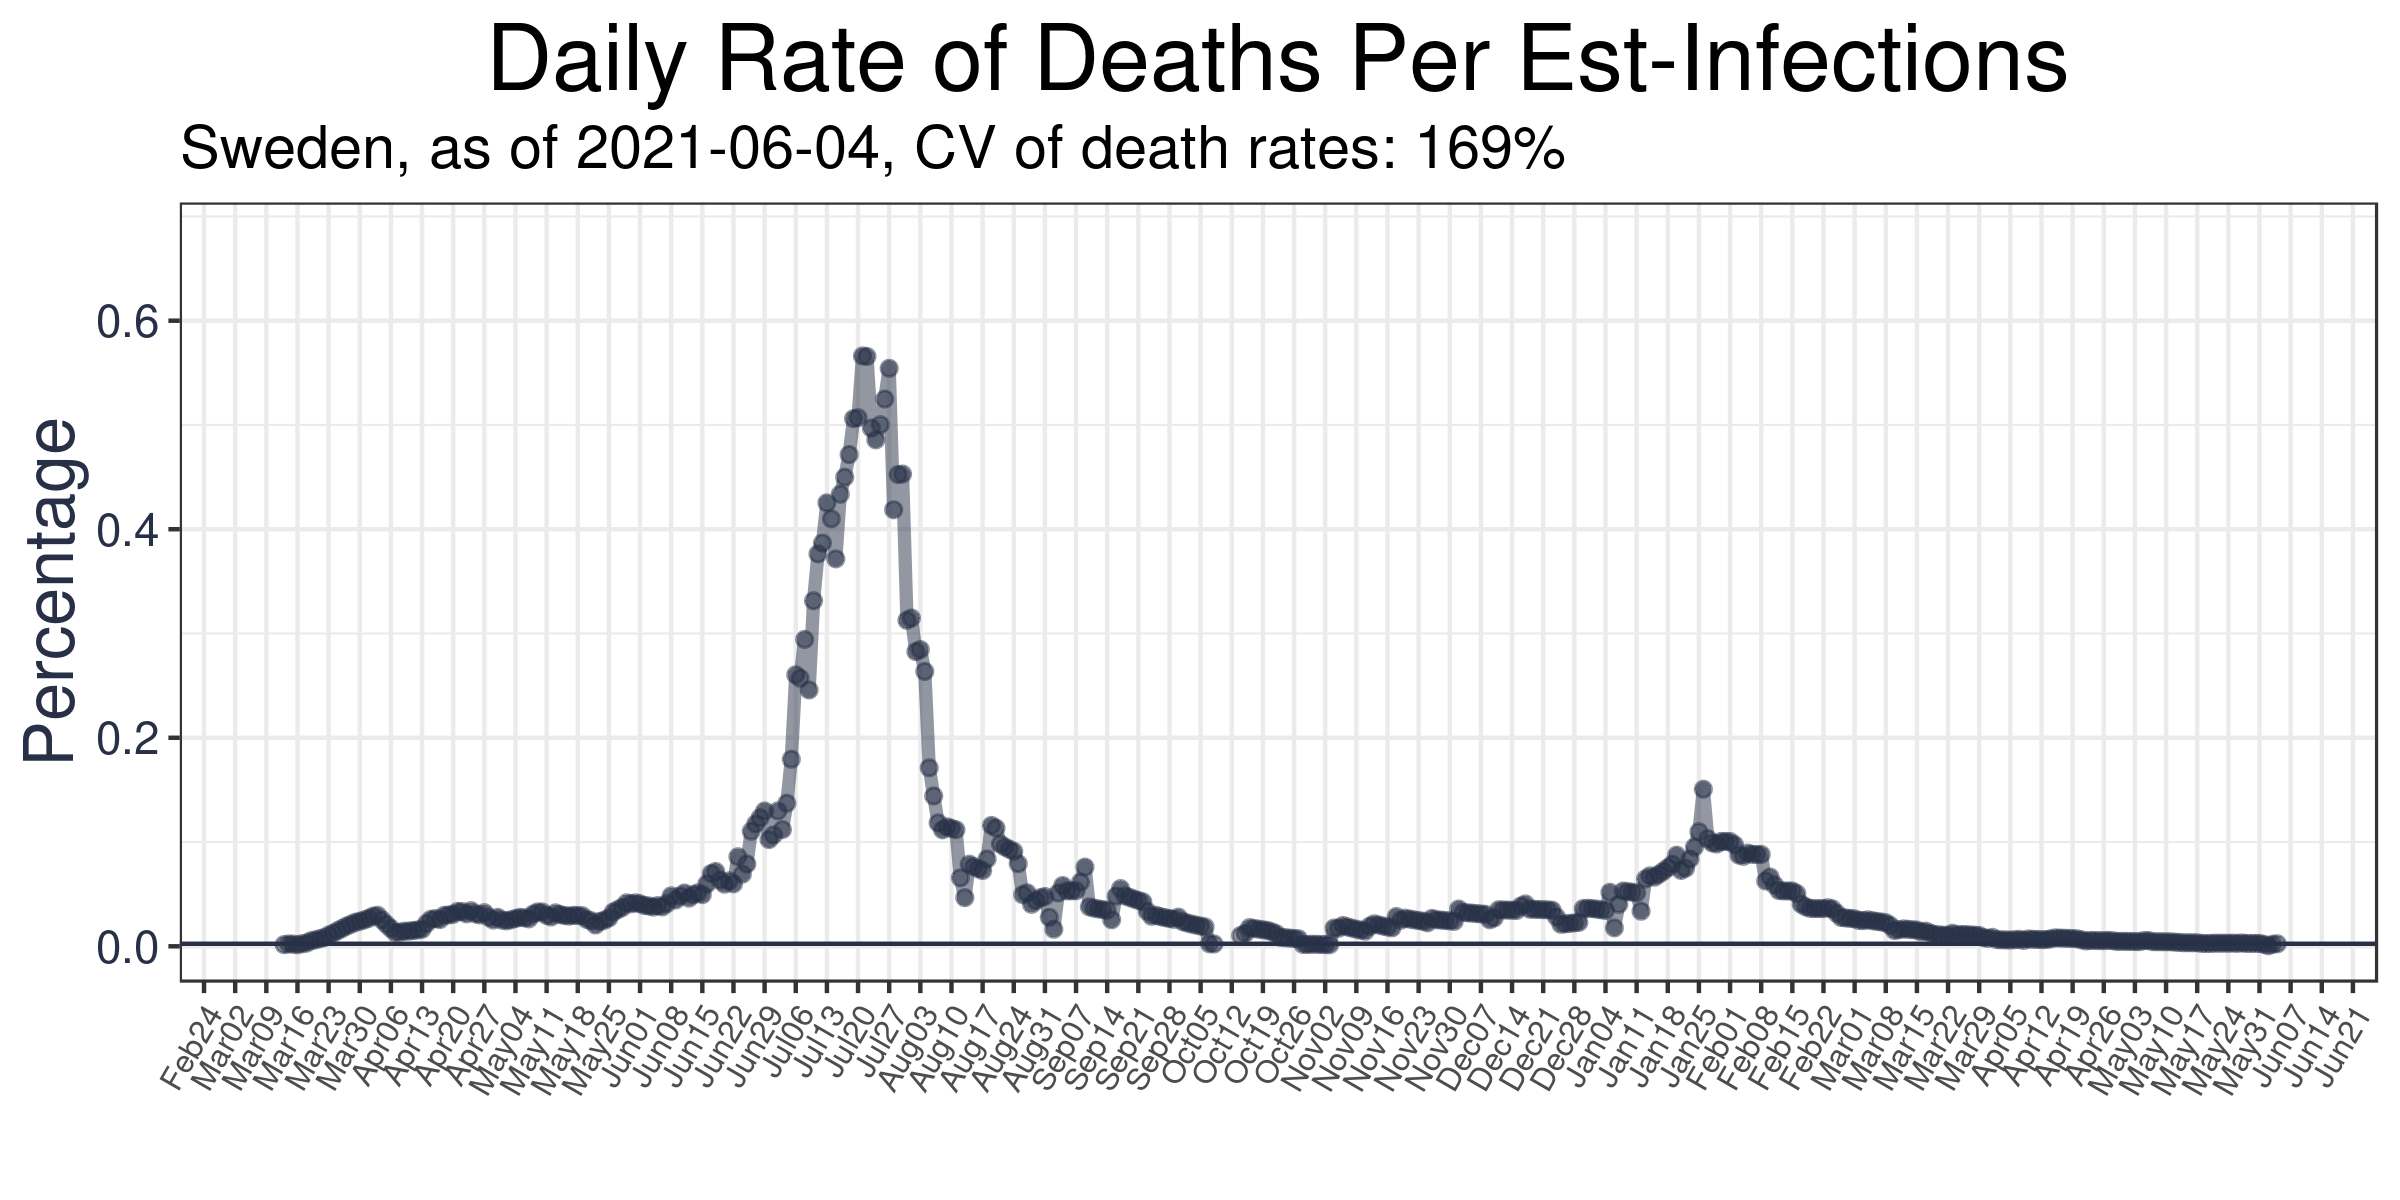 Daily Rate of Deaths Per Est-Infections
Sweden, as of 2021-06-04, CV of death rates: 169%
Percentage
0.6
0.4
0.2
0.0
Feb24
Mar02
Mar09
Mar16
Mar23
Mar30
Apr06
Apr13
Apr20
Apr27
May04
May11
May18
May25
Jun01
Jun08
Jun15
Jun22
Jun29
Jul06
Jul13
Jul20
Jul27
Aug03
Aug10
Aug17
Aug24
Aug31
Sep07
Sep14
Sep21
Sep28
Oct05
Oct12
Oct19
Oct26
Nov02
Nov09
Nov16
Nov23
Nov30
Dec07
Dec14
Dec21
Dec28
Jan04
Jan11
Jan18
Jan25
Feb01
Feb08
Feb15
Feb22
Mar01
Mar08
Mar15
Mar22
Mar29
Apr05
Apr12
Apr19
Apr26
May03
May10
May17
May24
May31
Jun07
Jun14
Jun21